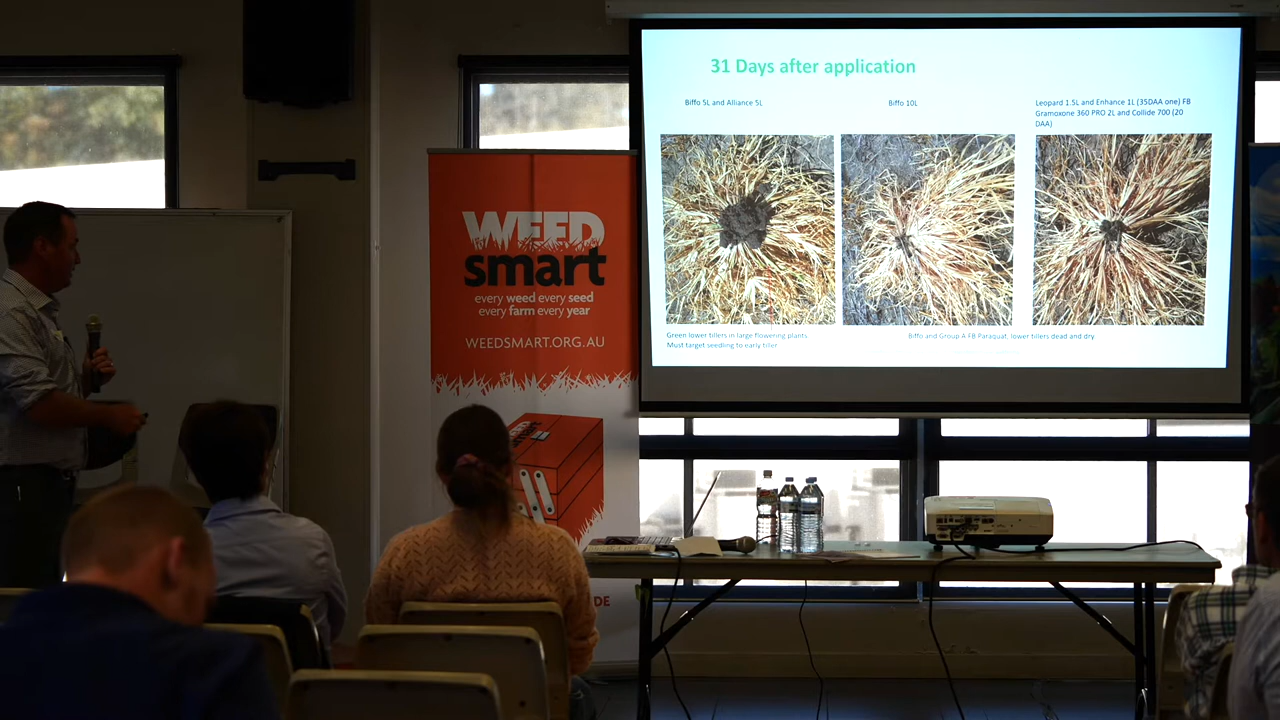 31 Days after application
Biffo 5L and Alliance 5L
Biffo 10L
Leopard 1.5L and Enhance 1L (35DAA one) FB
Gramoxone 360 PRO 2L and Collide 700 (20
DAA)
Green lower tillers in large flowering plants
Must target seedling to early tiller
Biffo and Group A FB Paraquat, lower tillers dead and dry
WEED
smart
every weed every seed
every farm every year
WEEDSMART.ORG.AU
DE